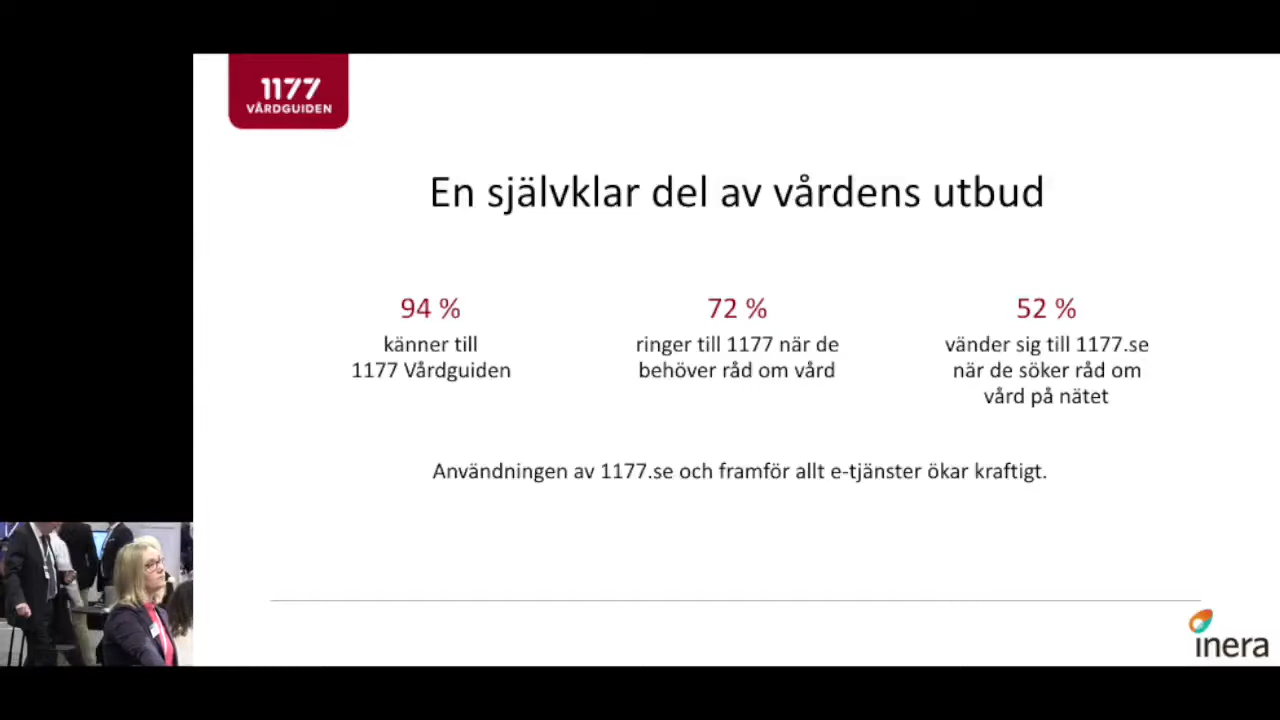 1177
VÅRDGUIDEN
En självklar del av vårdens utbud
94 %
känner till
1177 Vårdguiden
72 %
ringer till 1177 när de
behöver råd om vård
52 %
vänder sig till 1177.se
när de söker råd om
vård på nätet
Användningen av 1177.se och framför allt e-tjänster ökar kraftigt.
inera